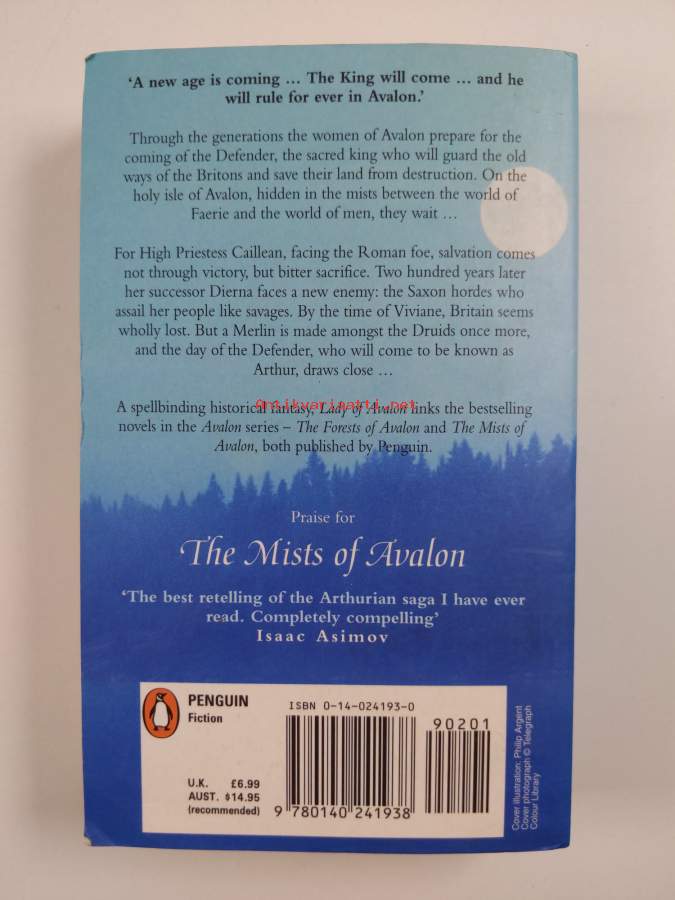 ‘A new age is coming ... The King will come ... and he
will rule for ever in Avalon.’
Through the generations the women of Avalon prepare for the
coming of the Defender, the sacred king who will guard the old
ways of the Britons and save their land from destruction. On the
holy isle of Avalon, hidden in the mists between the world of
Faerie and the world of men, they wait ...
For High Priestess Caillean, facing the Roman foe, salvation comes
not through victory, but bitter sacrifice. Two hundred years later
her successor Dierna faces a new enemy: the Saxon hordes who
assail her people like savages. By the time of Viviane, Britain seems
wholly lost. But a Merlin is made amongst the Druids once more,
and the day of the Defender, who will come to be known as
Arthur, draws close ...
Antikvariaatti.net
A spellbinding historical fantasy, Lady of Avalon links the bestselling
novels in the Avalon series – The Forests of Avalon and The Mists of
Avalon, both published by Penguin.
Praise for
The Mists of Avalon
‘The best retelling of the Arthurian saga I have ever
read. Completely compelling’
Isaac Asimov
PENGUIN
Fiction
U.K. £6.99
AUST. $14.95
(recommended)
ISBN 0-14-024193-0
90201
9 780140 241938
Cover illustration: Philip Argent
Cover photograph © Telegraph
Colour Library